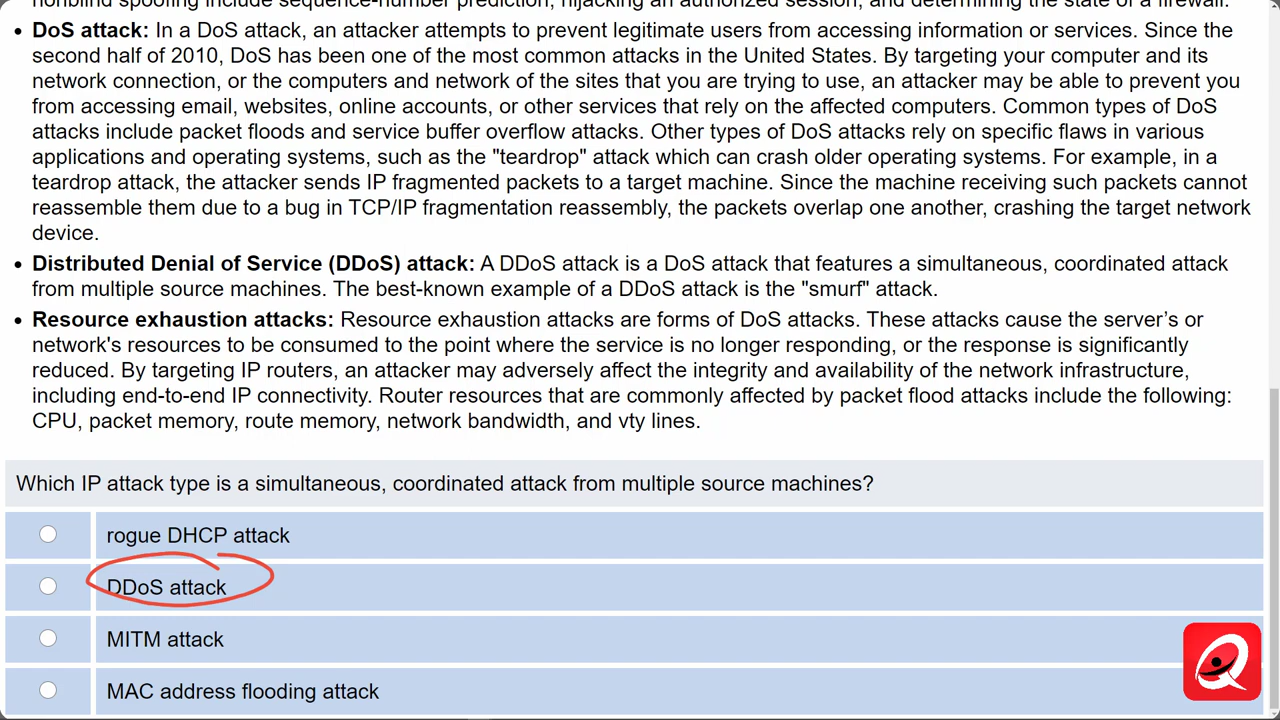 nonblind spoofing include sequence-number prediction, hijacking an authorized session, and determining the state of a firewall.
• DoS attack: In a DoS attack, an attacker attempts to prevent legitimate users from accessing information or services. Since the
second half of 2010, DoS has been one of the most common attacks in the United States. By targeting your computer and its
network connection, or the computers and network of the sites that you are trying to use, an attacker may be able to prevent you
from accessing email, websites, online accounts, or other services that rely on the affected computers. Common types of DoS
attacks include packet floods and service buffer overflow attacks. Other types of DoS attacks rely on specific flaws in various
applications and operating systems, such as the "teardrop" attack which can crash older operating systems. For example, in a
teardrop attack, the attacker sends IP fragmented packets to a target machine. Since the machine receiving such packets cannot
reassemble them due to a bug in TCP/IP fragmentation reassembly, the packets overlap one another, crashing the target network
device.
• Distributed Denial of Service (DDoS) attack: A DDoS attack is a DoS attack that features a simultaneous, coordinated attack
from multiple source machines. The best-known example of a DDoS attack is the "smurf" attack.
• Resource exhaustion attacks: Resource exhaustion attacks are forms of DoS attacks. These attacks cause the server’s or
network's resources to be consumed to the point where the service is no longer responding, or the response is significantly
reduced. By targeting IP routers, an attacker may adversely affect the integrity and availability of the network infrastructure,
including end-to-end IP connectivity. Router resources that are commonly affected by packet flood attacks include the following:
CPU, packet memory, route memory, network bandwidth, and vty lines.
Which IP attack type is a simultaneous, coordinated attack from multiple source machines?
rogue DHCP attack
DDoS attack
MITM attack
MAC address flooding attack